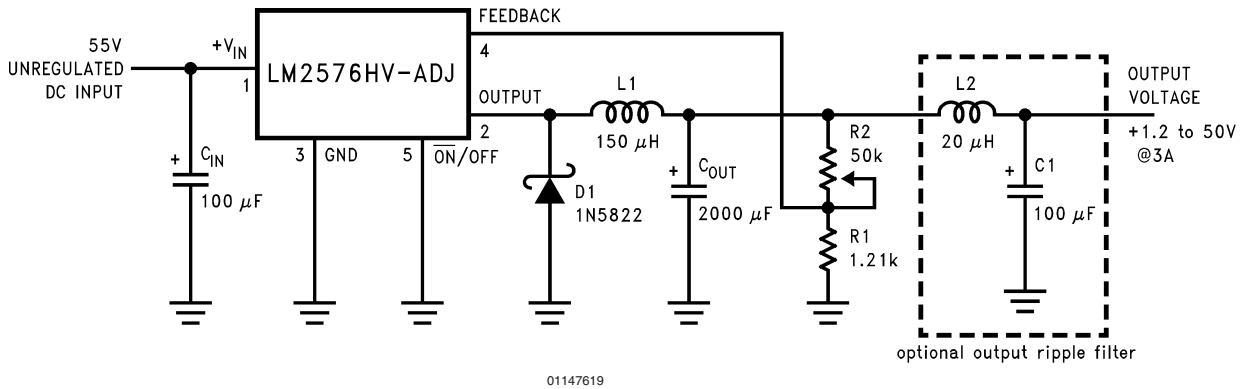 FEEDBACK
4
55V
UNREGULATED
DC INPUT
+VIN
1
LM2576HV-ADJ
OUTPUT
2
3
GND
5
ON/OFF
+
CIN
100 μF
D1
1N5822
L1
150 μH
+
COUT
2000 μF
R2
50k
R1
1.21k
L2
20 μH
+
C1
100 μF
OUTPUT
VOLTAGE
+1.2 to 50V
@3A
optional output ripple filter
01147619